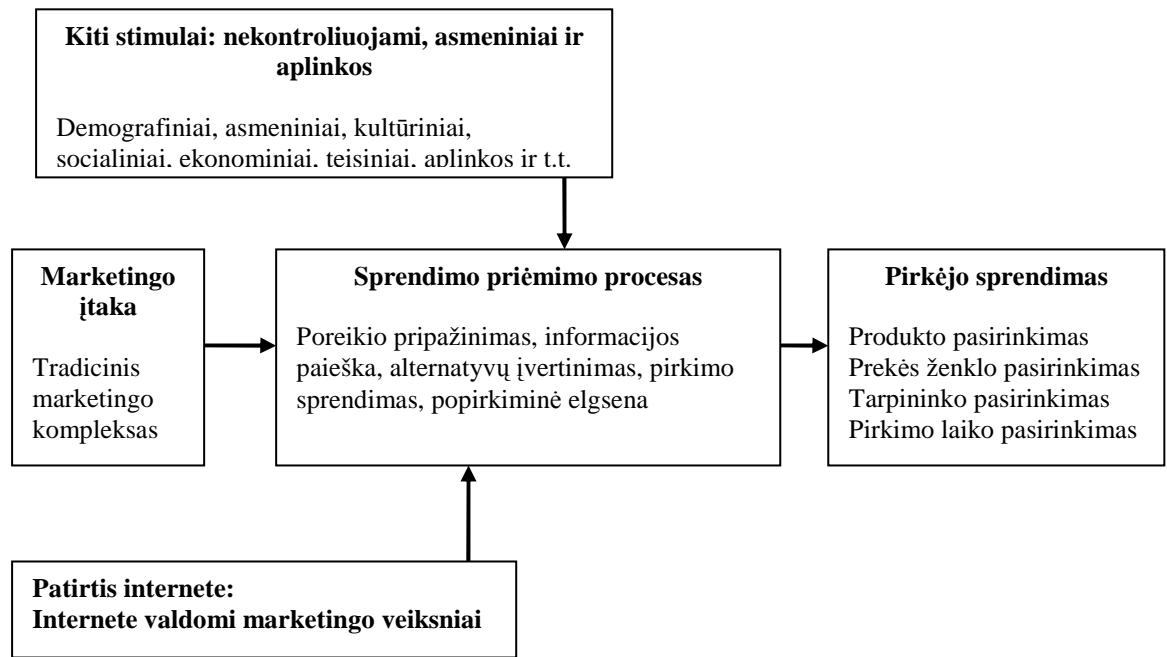 Kiti stimulai: nekontroliuojami, asmeniniai ir
aplinkos
Demografiniai, asmeniniai, kultūriniai,
socialiniai, ekonominiai, teisiniai, aplinkos ir t.t.
Marketingo
įtaka
Tradicinis
marketingo
kompleksas
Sprendimo priėmimo procesas
Poreikio pripažinimas, informacijos
paieška, alternatyvų įvertinimas, pirkimo
sprendimas, popirkiminė elgsena
Pirkėjo sprendimas
Produkto pasirinkimas
Prekės ženklo pasirinkimas
Tarpininko pasirinkimas
Pirkimo laiko pasirinkimas
Patirtis internete:
Internete valdomi marketingo veiksniai